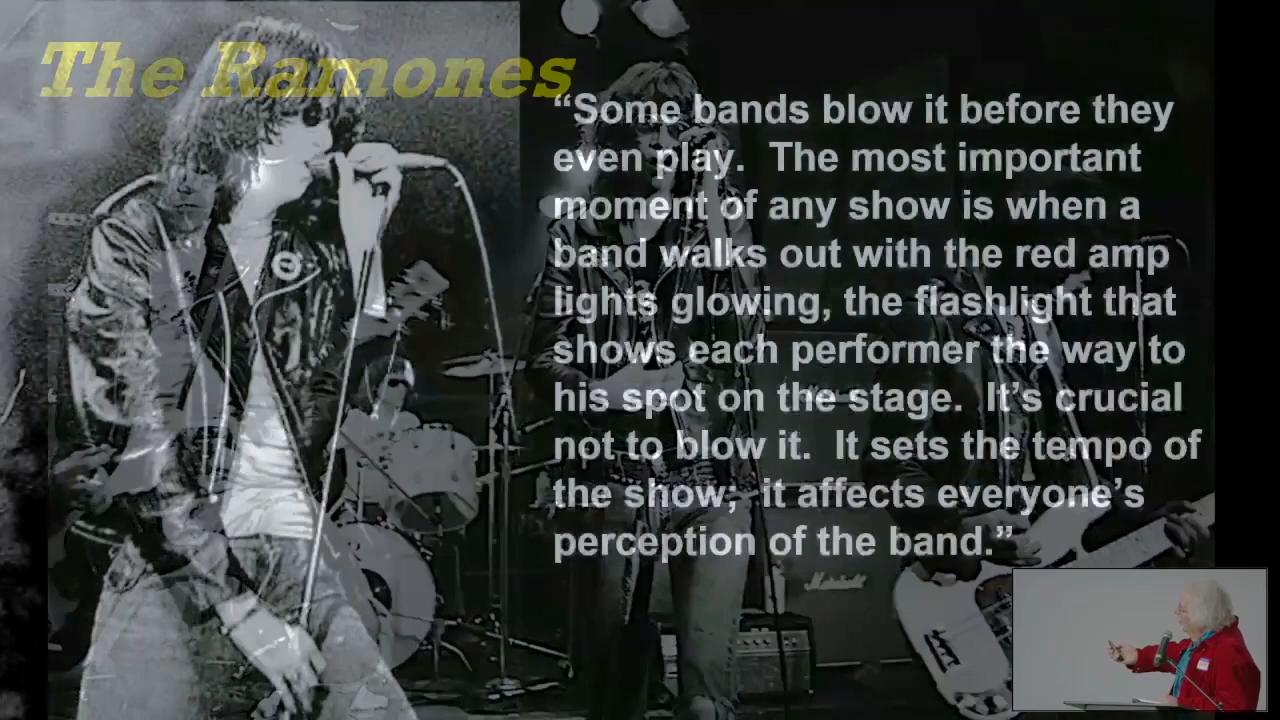 The Ramones
“Some bands blow it before they
even play.  The most important
moment of any show is when a
band walks out with the red amp
lights glowing, the flashlight that
shows each performer the way to
his spot on the stage.  It’s crucial
not to blow it.  It sets the tempo of
the show;  it affects everyone’s
perception of the band.”
Marshall